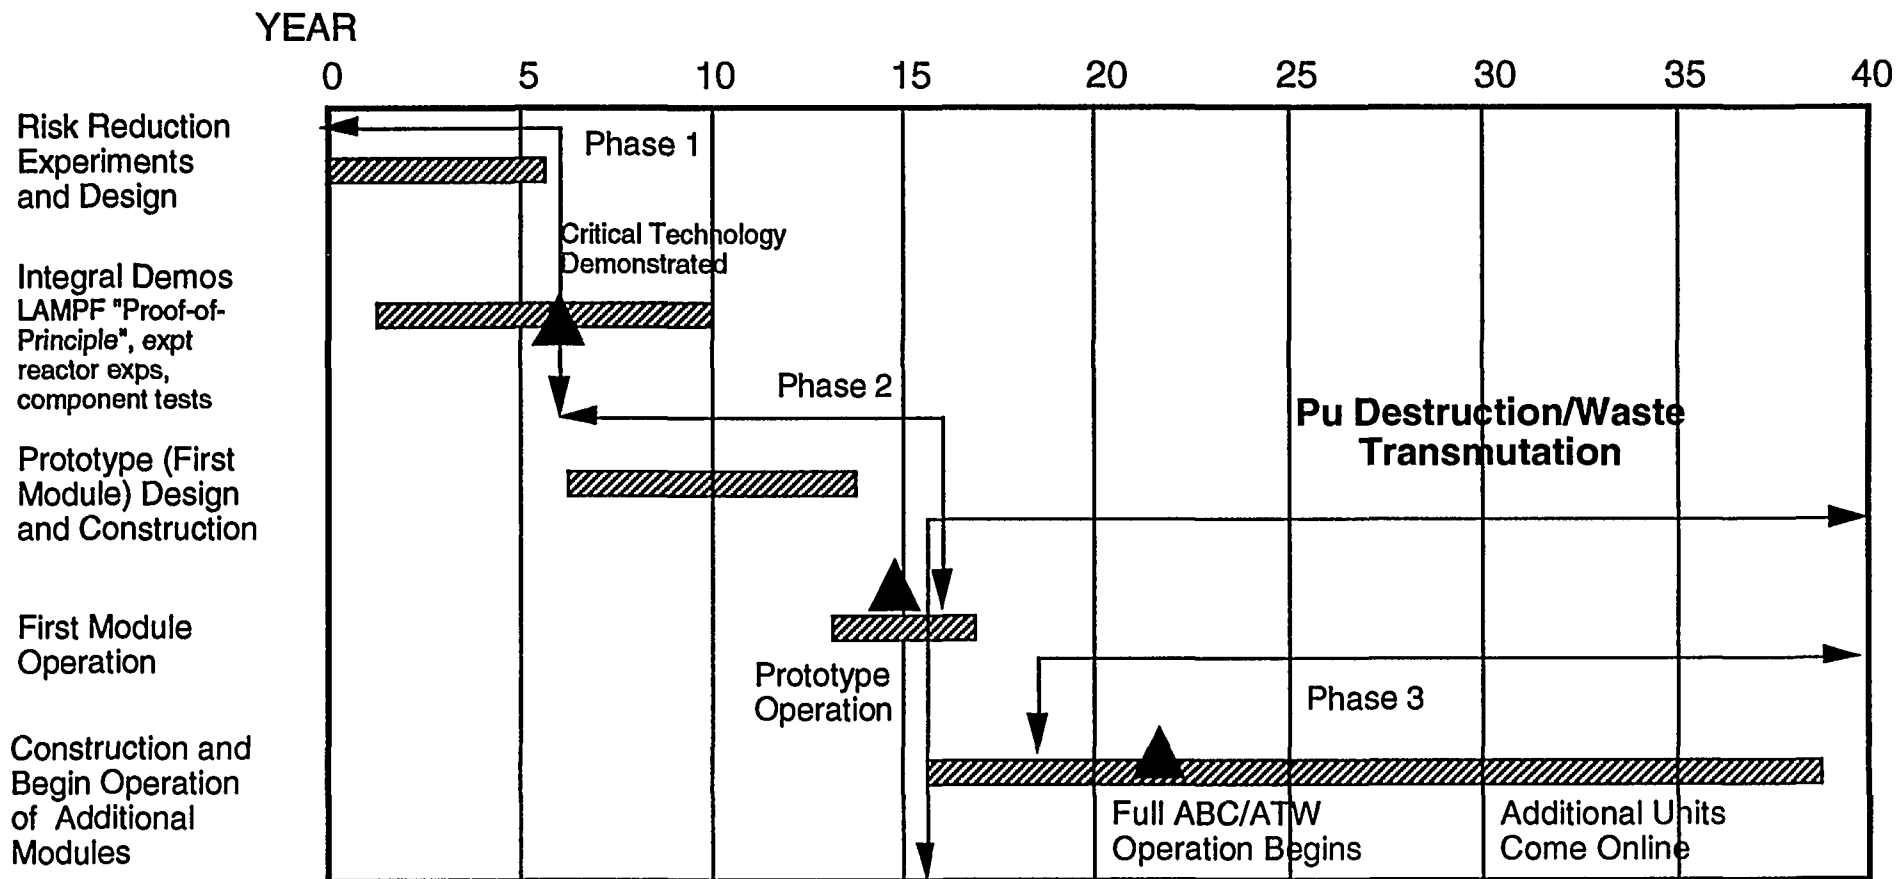 YEAR
0 5 10 15 20 25 30 35 40
Risk Reduction
Experiments
and Design
Phase 1
Critical Technology
Demonstrated
Integral Demos
LAMPF "Proof-of-
Principle", expt
reactor exps,
component tests
Phase 2
Pu Destruction/Waste
Transmutation
Prototype (First
Module) Design
and Construction
First Module
Operation
Prototype
Operation
Phase 3
Construction and
Begin Operation
of Additional
Modules
Full ABC/ATW
Operation Begins
Additional Units
Come Online